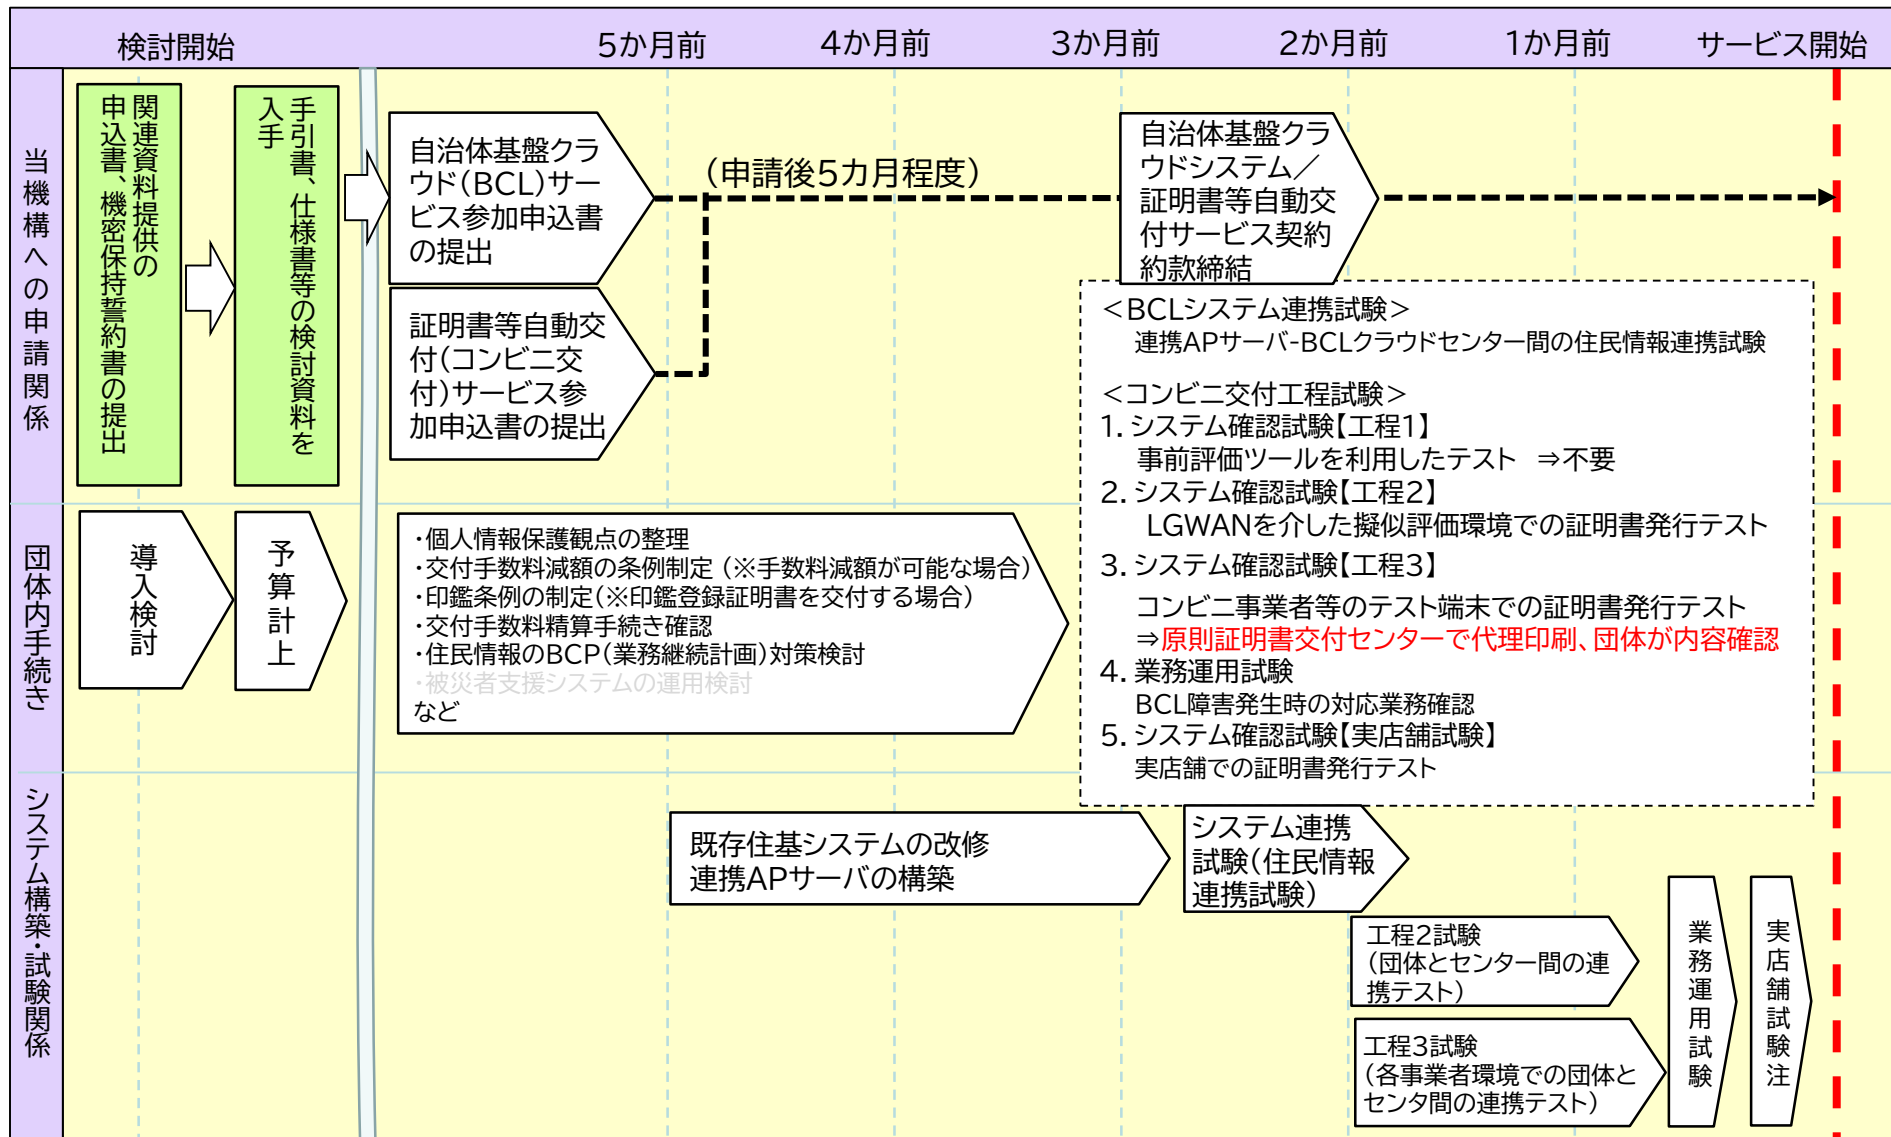 検討開始
5か月前
4か月前
3か月前
2か月前
1か月前
サービス開始
当機構への申請関係
関連資料提供の
申込書、機密保持誓約書の提出
手引書、仕様書等の検討資料を
入手
自治体基盤クラ
ウド(BCL)サー
ビス参加申込書
の提出
証明書等自動交
付(コンビニ交
付)サービス参
加申込書の提出
(申請後5カ月程度)
自治体基盤クラ
ウドシステム/
証明書等自動交
付サービス契約
約款締結
<BCLシステム連携試験>
連携APサーバ-BCLクラウドセンター間の住民情報連携試験
<コンビニ交付工程試験>
1. システム確認試験【工程1】
事前評価ツールを利用したテスト ⇒不要
2. システム確認試験【工程2】
LGWANを介した擬似評価環境での証明書発行テスト
3. システム確認試験【工程3】
コンビニ事業者等のテスト端末での証明書発行テスト
⇒原則証明書交付センターで代理印刷、団体が内容確認
4. 業務運用試験
BCL障害発生時の対応業務確認
5. システム確認試験【実店舗試験】
実店舗での証明書発行テスト
団体内手続き
導入検討
予算計上
・個人情報保護観点の整理
・交付手数料減額の条例制定 (※手数料減額が可能な場合)
・印鑑条例の制定(※印鑑登録証明書を交付する場合)
・交付手数料精算手続き確認
・住民情報のBCP(業務継続計画)対策検討
・被災者支援システムの運用検討
など
システム構築・試験関係
既存住基システムの改修
連携APサーバの構築
システム連携
試験(住民情報
連携試験)
工程2試験
(団体とセンター間の連
携テスト)
工程3試験
(各事業者環境での団体と
センタ間の連携テスト)
業務運用試験
実店舗試験注